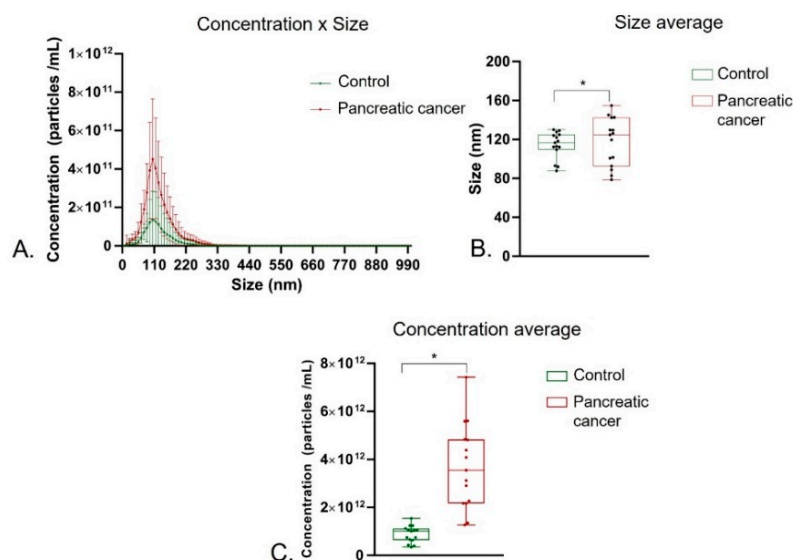 Concentration x Size
Concentration (particles /mL)
1×10¹²
8×10¹¹
6×10¹¹
4×10¹¹
2×10¹¹
0
Control
Pancreatic cancer
0 110 220 330 440 550 660 770 880 990
Size (nm)
A.
Size average
Size (nm)
200
160
120
80
40
0
*
Control
Pancreatic
cancer
B.
Concentration average
Concentration (particles /mL)
8×10¹²
6×10¹²
4×10¹²
2×10¹²
0
*
Control
Pancreatic
cancer
C.